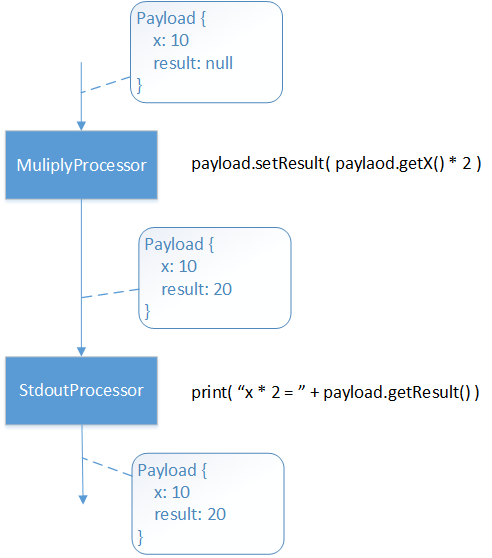 Payload {
x: 10
result: null
}
MuliplyProcessor
payload.setResult( paylaod.getX() * 2 )
Payload {
x: 10
result: 20
}
StdoutProcessor
print( “x * 2 = ” + payload.getResult() )
Payload {
x: 10
result: 20
}